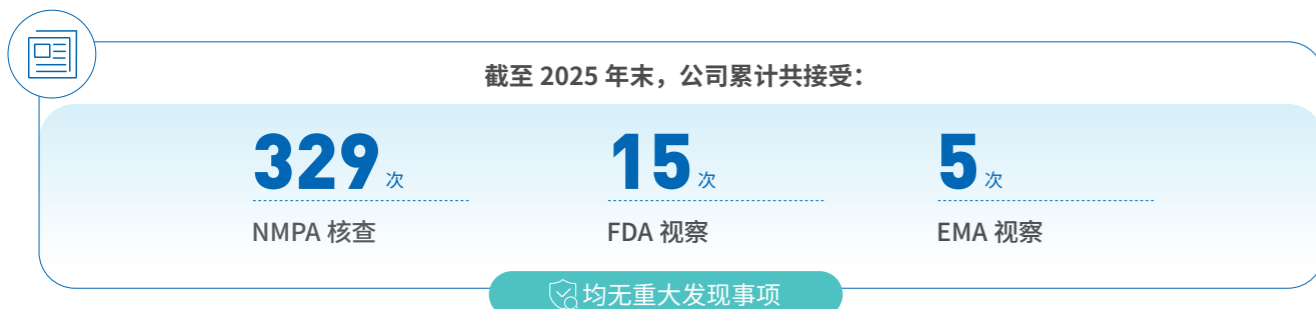 截至 2025 年末，公司累计共接受：
329 次
NMPA 核查
15 次
FDA 视察
5 次
EMA 视察
均无重大发现事项